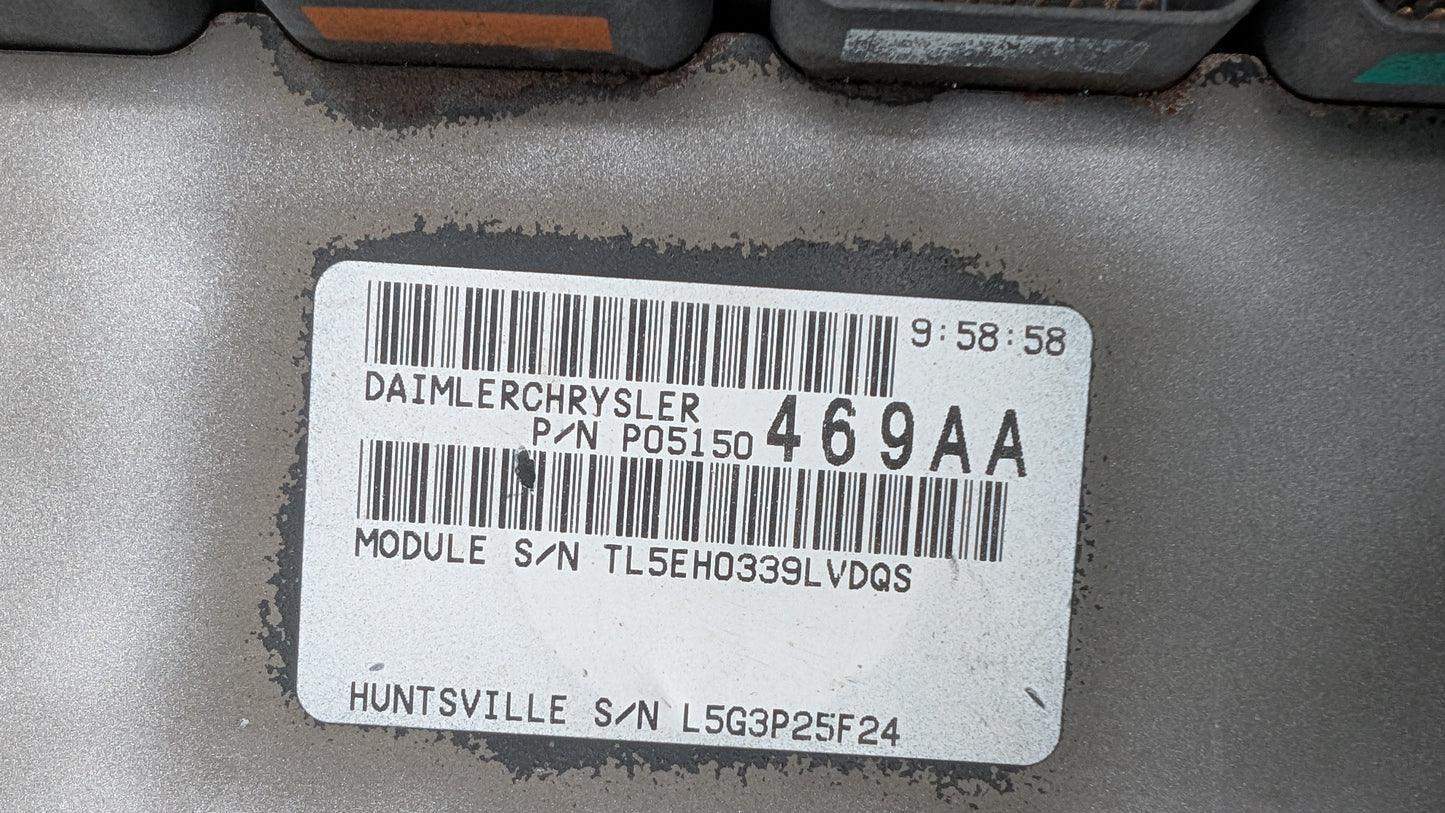 9:58:58
DAIMLERCHRYSLER
P/N P05150 469AA
MODULE S/N TL5EH0339LVDQS
HUNTSVILLE S/N L5G3P25F24